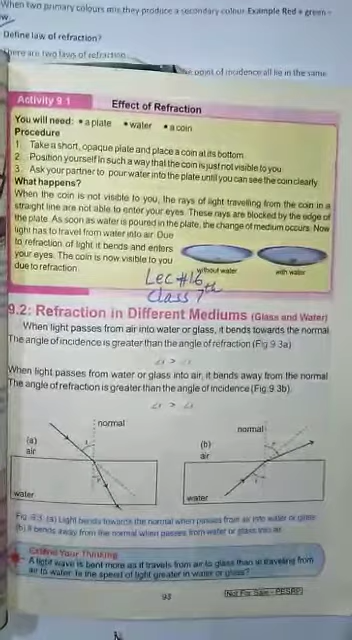 When two primary colours mix they produce a secondary colour Example Red + green =
Define law of refraction?
There are two laws of refraction
the point of incidence all lie in the same
Activity 9.1
Effect of Refraction
You will need: • a plate • water • a coin
Procedure
1. Take a short, opaque plate and place a coin at its bottom.
2. Position yourself in such a way that the coin is just not visible to you.
3. Ask your partner to pour water into the plate until you can see the coin clearly.
What happens?
When the coin is not visible to you, the rays of light travelling from the coin in a
straight line are not able to enter your eyes. These rays are blocked by the edge of
the plate. As soon as water is poured in the plate, the change of medium occurs. Now
light has to travel from water into air. Due
to refraction of light it bends and enters
your eyes. The coin is now visible to you
due to refraction.
without water
with water
Lec #16
Class 7th
9.2: Refraction in Different Mediums (Glass and Water)
When light passes from air into water or glass, it bends towards the normal.
The angle of incidence is greater than the angle of refraction (Fig.9.3a)
∠i > ∠r
When light passes from water or glass into air, it bends away from the normal.
The angle of refraction is greater than the angle of incidence (Fig.9.3b).
∠r > ∠i
normal
(a)
air
i
r
water
normal
(b)
air
r
i
water
Fig. 9.3: (a) Light bends towards the normal when passes from air into water or glass
(b) It bends away from the normal when passes from water or glass into air.
Extend Your Thinking
A light wave is bent more as it travels from air to glass than in traveling from
air to water. Is the speed of light greater in water or glass?
93
Not For Sale - PESRP